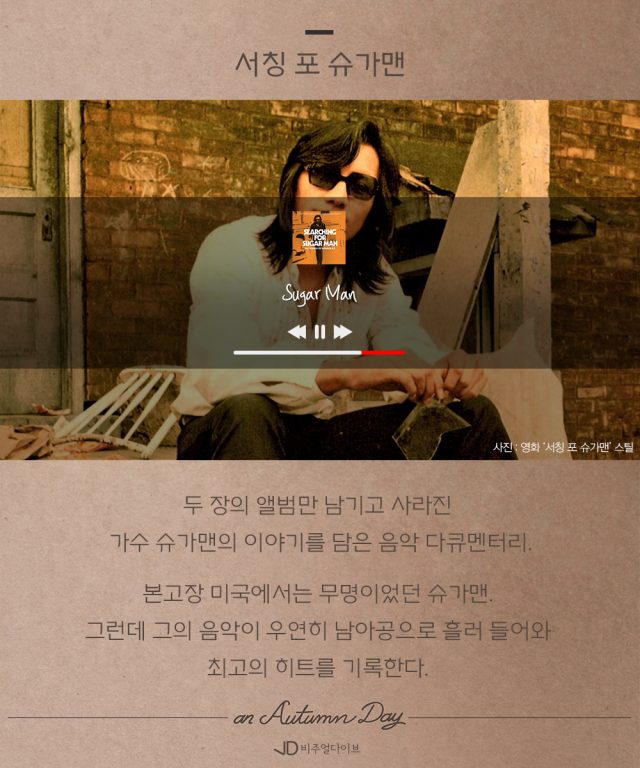 서칭 포 슈가맨
SEARCHING
FOR
SUGAR MAN
Sugar Man
사진 : 영화 '서칭 포 슈가맨' 스틸
두 장의 앨범만 남기고 사라진
가수 슈가맨의 이야기를 담은 음악 다큐멘터리.
본고장 미국에서는 무명이었던 슈가맨.
그런데 그의 음악이 우연히 남아공으로 흘러 들어와
최고의 히트를 기록한다.
an Autumn Day
VD 비주얼다이브